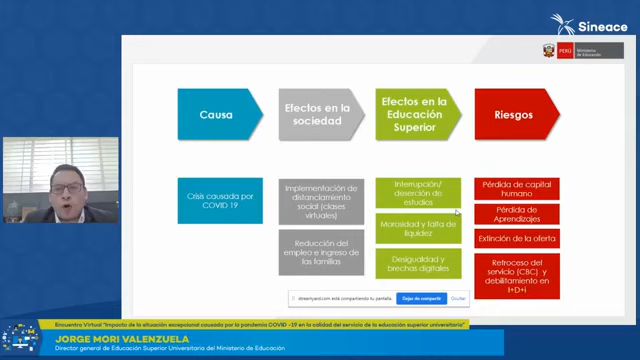 Sineace
PERÚ
Ministerio
de Educación
Causa
Efectos en la
sociedad
Efectos en la
Educación
Superior
Riesgos
Crisis causada por
COVID 19
Implementación de
distanciamiento
social (clases
virtuales)
Reducción del
empleo e ingreso de
las familias
Interrupción/
deserción de
estudios
Morosidad y falta de
liquidez
Desigualdad y
brechas digitales
Pérdida de capital
humano
Pérdida de
Aprendizajes
Extinción de la oferta
Retroceso del
servicio (CBC) y
debilitamiento en
I+D+i
streamyard.com está compartiendo tu pantalla.
Dejar de compartir
Ocultar
Encuentro Virtual "Impacto de la situación excepcional causada por la pandemia COVID -19 en la calidad del servicio de la educación superior universitaria"
JORGE MORI VALENZUELA
Director general de Educación Superior Universitaria del Ministerio de Educación